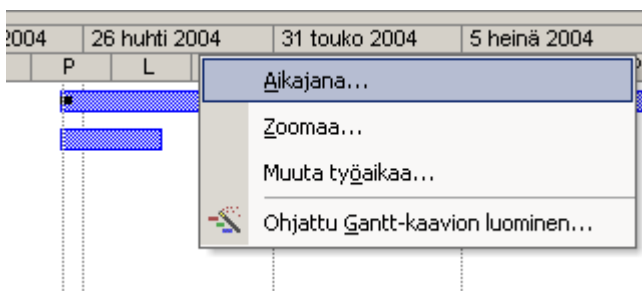 2004 26 huhti 2004 31 touko 2004 5 heinä 2004
P L
Aikajana...
Zoomaa...
Muuta työaikaa...
Ohjattu Gantt-kaavion luominen...